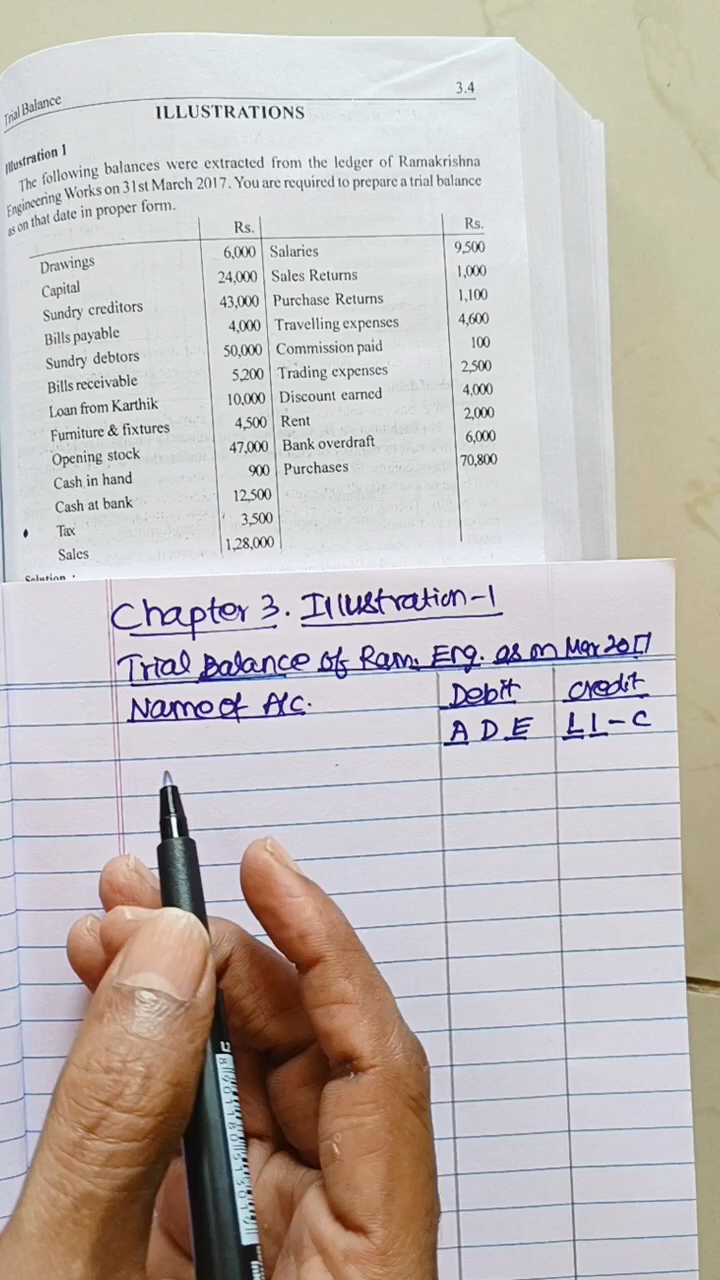 Trial Balance 3.4
ILLUSTRATIONS
Illustration 1
The following balances were extracted from the ledger of Ramakrishna
Engineering Works on 31st March 2017. You are required to prepare a trial balance
as on that date in proper form.
Rs. Rs.
Drawings 6,000 Salaries 9,500
Capital 24,000 Sales Returns 1,000
Sundry creditors 43,000 Purchase Returns 1,100
Bills payable 4,000 Travelling expenses 4,600
Sundry debtors 50,000 Commission paid 100
Bills receivable 5,200 Trading expenses 2,500
Loan from Karthik 10,000 Discount earned 4,000
Furniture & fixtures 4,500 Rent 2,000
Opening stock 47,000 Bank overdraft 6,000
Cash in hand 900 Purchases 70,800
Cash at bank 12,500
Tax 3,500
Sales 1,28,000
Solution :
Chapter 3. Illustration-1
Trial Balance of Ram. Eng. as on Mar 2017
Name of A/c. Debit Credit
A D E L I - C